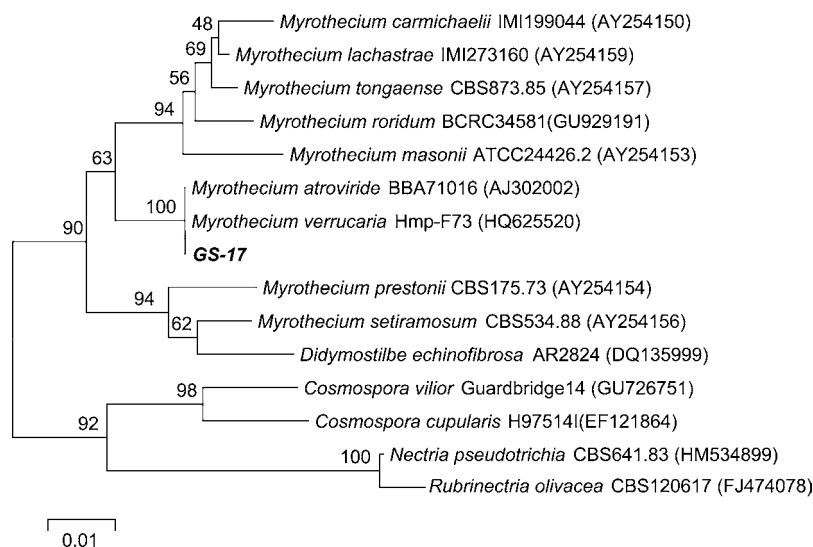 48
Myrothecium carmichaelii IMI199044 (AY254150)
69
Myrothecium lachastrae IMI273160 (AY254159)
56
Myrothecium tongaense CBS873.85 (AY254157)
94
Myrothecium roridum BCRC34581(GU929191)
63
Myrothecium masonii ATCC24426.2 (AY254153)
Myrothecium atroviride BBA71016 (AJ302002)
100
Myrothecium verrucaria Hmp-F73 (HQ625520)
90
GS-17
94
Myrothecium prestonii CBS175.73 (AY254154)
62
Myrothecium setiramosum CBS534.88 (AY254156)
Didymostilbe echinofibrosa AR2824 (DQ135999)
98
Cosmospora vilior Guardbridge14 (GU726751)
92
Cosmospora cupularis H97514I(EF121864)
100
Nectria pseudotrichia CBS641.83 (HM534899)
Rubrinectria olivacea CBS120617 (FJ474078)
0.01